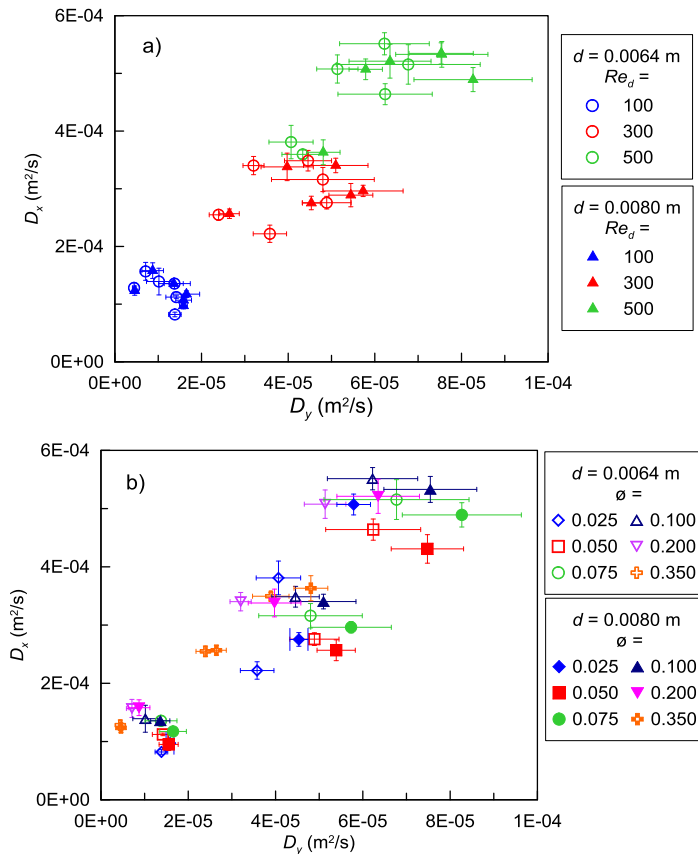 6E-04
a)
4E-04
Dₓ (m²/s)
2E-04
0E+00
0E+00 2E-05 4E-05 6E-05 8E-05 1E-04
D_y (m²/s)
d = 0.0064 m
Re_d =
100
300
500
d = 0.0080 m
Re_d =
100
300
500
6E-04
b)
4E-04
Dₓ (m²/s)
2E-04
0E+00
0E+00 2E-05 4E-05 6E-05 8E-05 1E-04
D_y (m²/s)
d = 0.0064 m
ø =
0.025 0.100
0.050 0.200
0.075 0.350
d = 0.0080 m
ø =
0.025 0.100
0.050 0.200
0.075 0.350